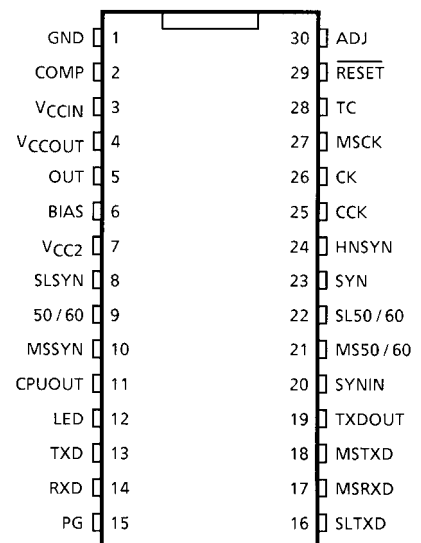 GND 1 30 ADJ
COMP 2 29 RESET
VCCIN 3 28 TC
VCCOUT 4 27 MSCK
OUT 5 26 CK
BIAS 6 25 CCK
VCC2 7 24 HNSYN
SLSYN 8 23 SYN
50/60 9 22 SL50/60
MSSYN 10 21 MS50/60
CPUOUT 11 20 SYNIN
LED 12 19 TXDOUT
TXD 13 18 MSTXD
RXD 14 17 MSRXD
PG 15 16 SLTXD